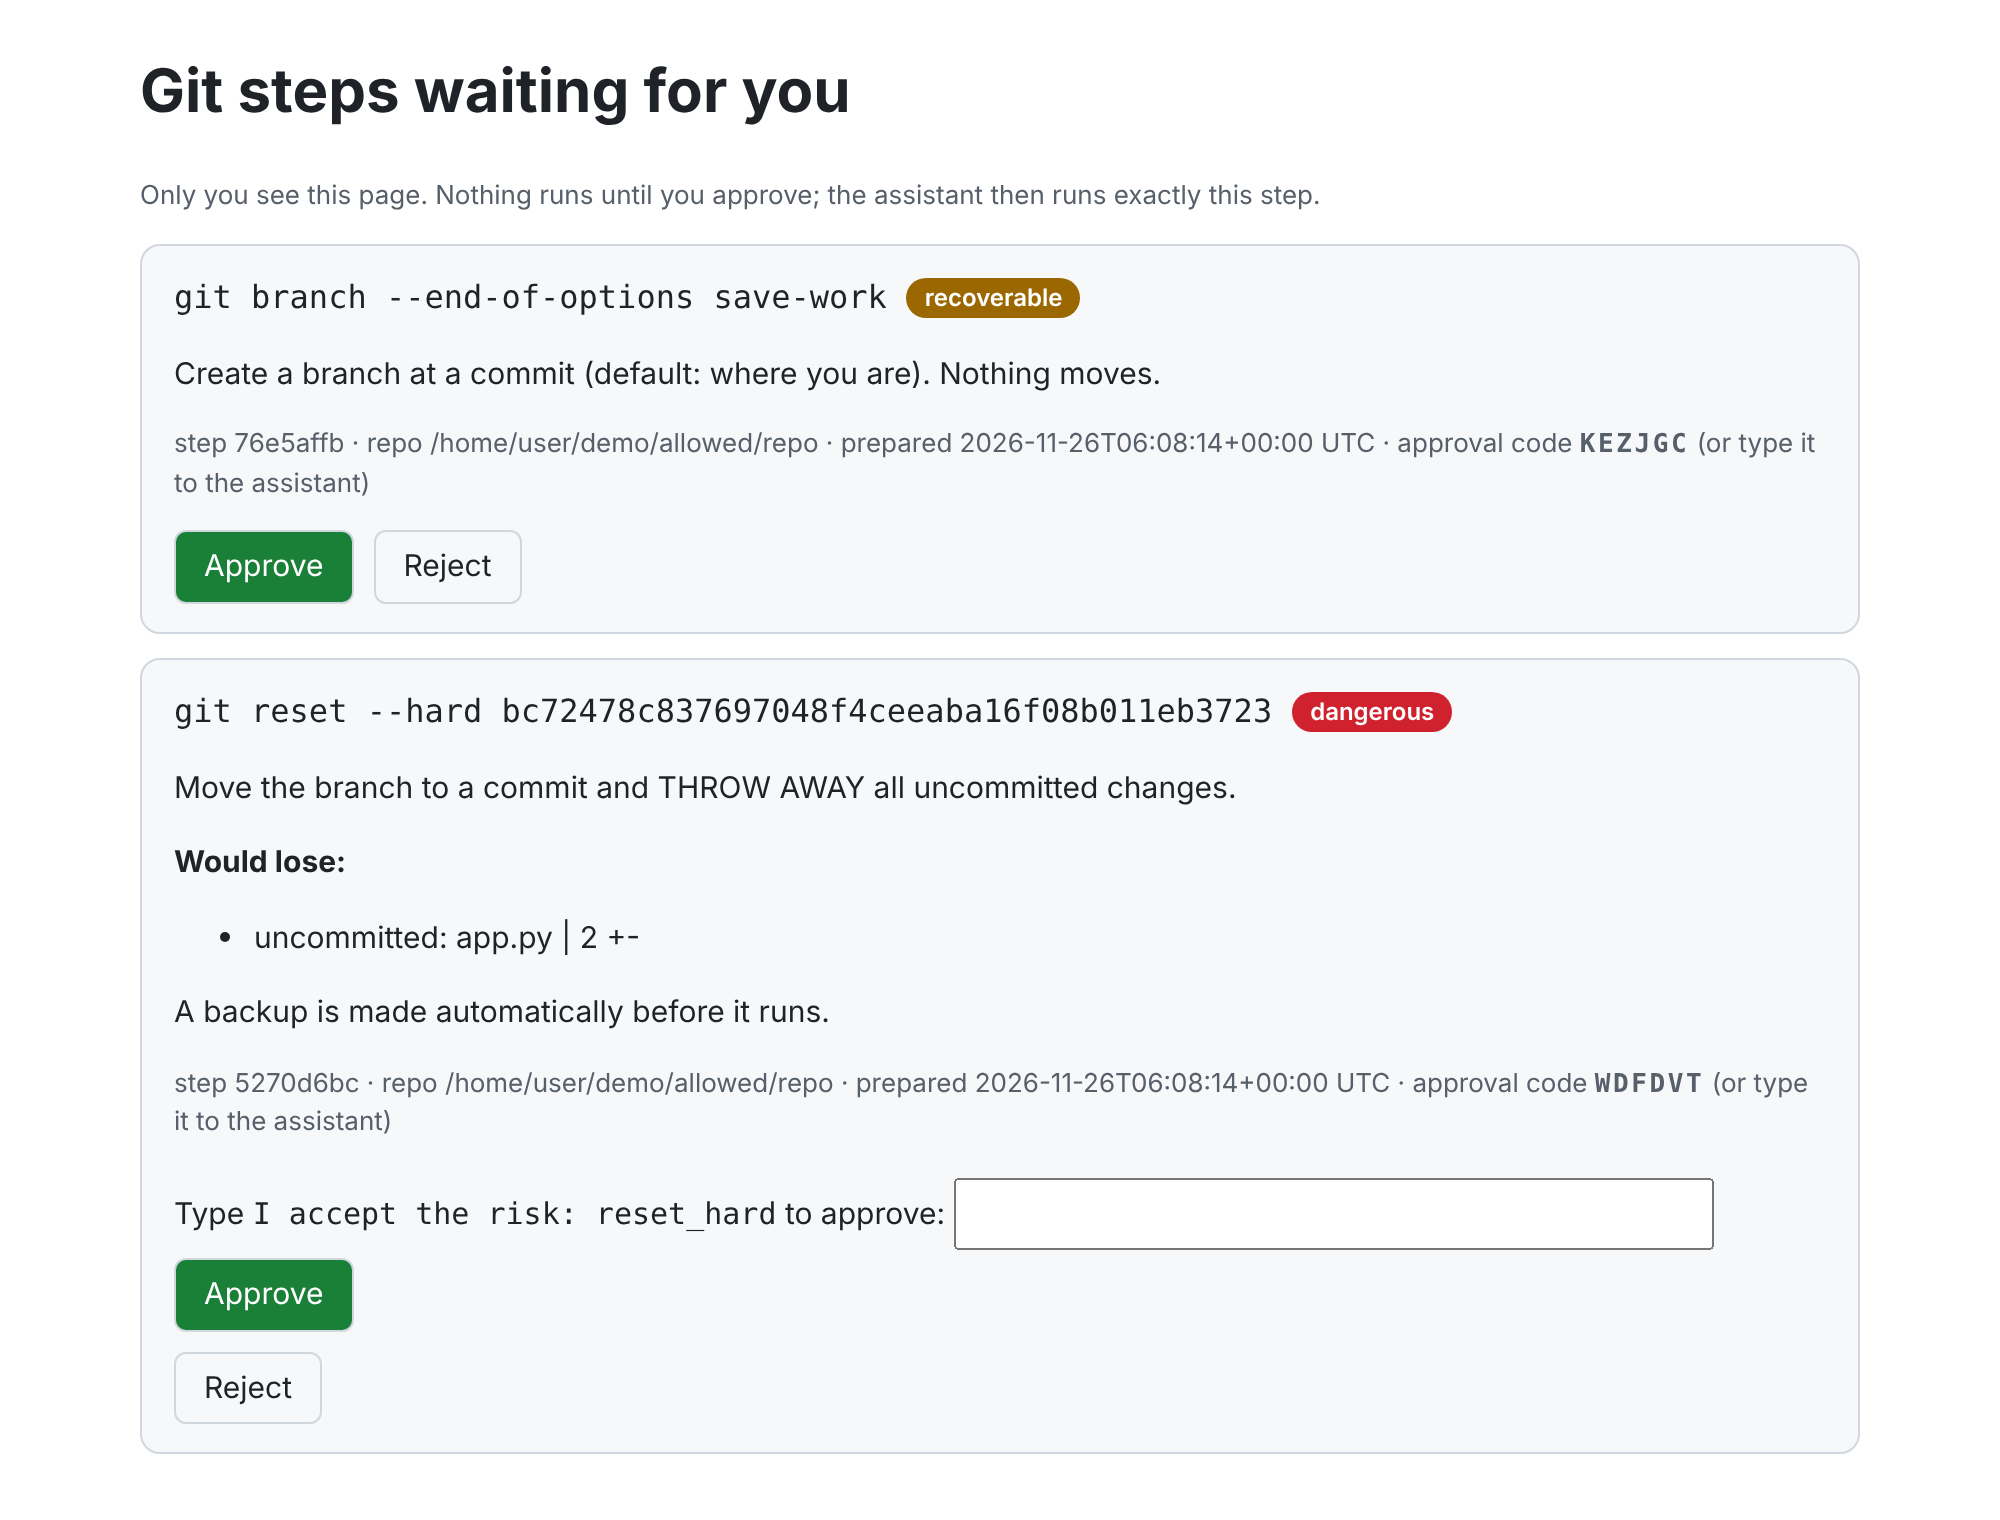 Git steps waiting for you
Only you see this page. Nothing runs until you approve; the assistant then runs exactly this step.
git branch --end-of-options save-work recoverable
Create a branch at a commit (default: where you are). Nothing moves.
step 76e5affb · repo /home/user/demo/allowed/repo · prepared 2026-11-26T06:08:14+00:00 UTC · approval code KEZJGC (or type it
to the assistant)
Approve Reject
git reset --hard bc72478c837697048f4ceeaba16f08b011eb3723 dangerous
Move the branch to a commit and THROW AWAY all uncommitted changes.
Would lose:
• uncommitted: app.py | 2 +-
A backup is made automatically before it runs.
step 5270d6bc · repo /home/user/demo/allowed/repo · prepared 2026-11-26T06:08:14+00:00 UTC · approval code WDFDVT (or type
it to the assistant)
Type I accept the risk: reset_hard to approve:
Approve
Reject